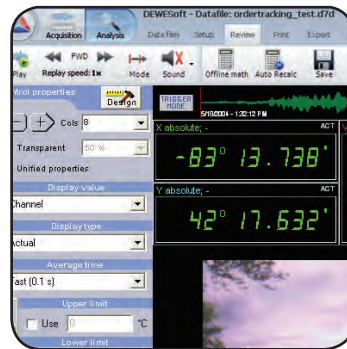 DEWESoft - Datafile: ordertracking_test.d7d
Acquisition Analysis Data files Setup Review Print Export
Play FWD Replay speed: 1x Mode Sound Offline math Auto Recalc Save
control properties Design
Cols 8
Transparent 50 %
Unified properties
Display value
Channel
Display type
Actual
Average time
Fast (0.1 s)
Upper limit
Use 0 °C
Lower limit
TRIGGER MODE
5/18/2004 - 1:32:12 PM
X absolute; - ACT
-83° 13.738'
Y absolute; - ACT
42° 17.632'